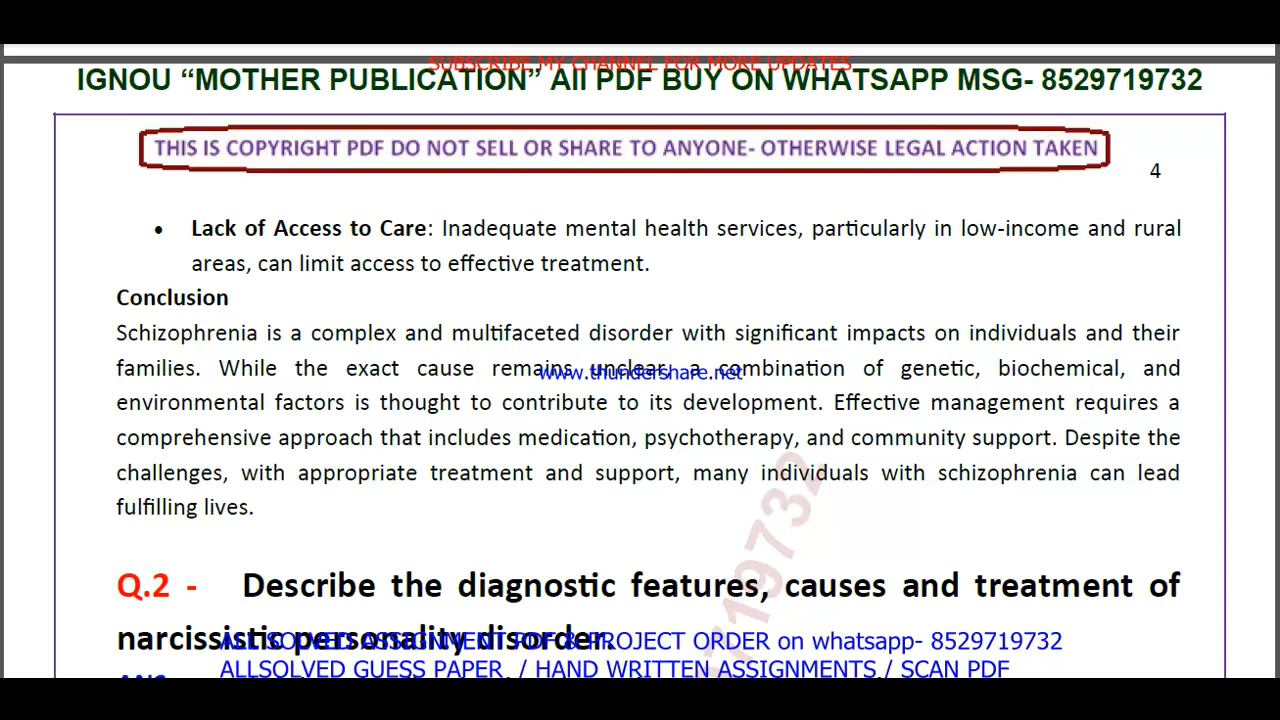 SUBSCRIBE MY CHANNEL FOR MORE UPDATES
IGNOU “MOTHER PUBLICATION” All PDF BUY ON WHATSAPP MSG- 8529719732
THIS IS COPYRIGHT PDF DO NOT SELL OR SHARE TO ANYONE- OTHERWISE LEGAL ACTION TAKEN
4
• Lack of Access to Care: Inadequate mental health services, particularly in low-income and rural
areas, can limit access to effective treatment.
Conclusion
Schizophrenia is a complex and multifaceted disorder with significant impacts on individuals and their
families. While the exact cause remains unclear, a combination of genetic, biochemical, and
www.thundershare.net
environmental factors is thought to contribute to its development. Effective management requires a
comprehensive approach that includes medication, psychotherapy, and community support. Despite the
challenges, with appropriate treatment and support, many individuals with schizophrenia can lead
fulfilling lives.
719732
Q.2 - Describe the diagnostic features, causes and treatment of
narcissistic personality disorder.
ALL SOLVED ASSIGNMENT PDF & PROJECT ORDER on whatsapp- 8529719732
ALLSOLVED GUESS PAPER / HAND WRITTEN ASSIGNMENTS / SCAN PDF